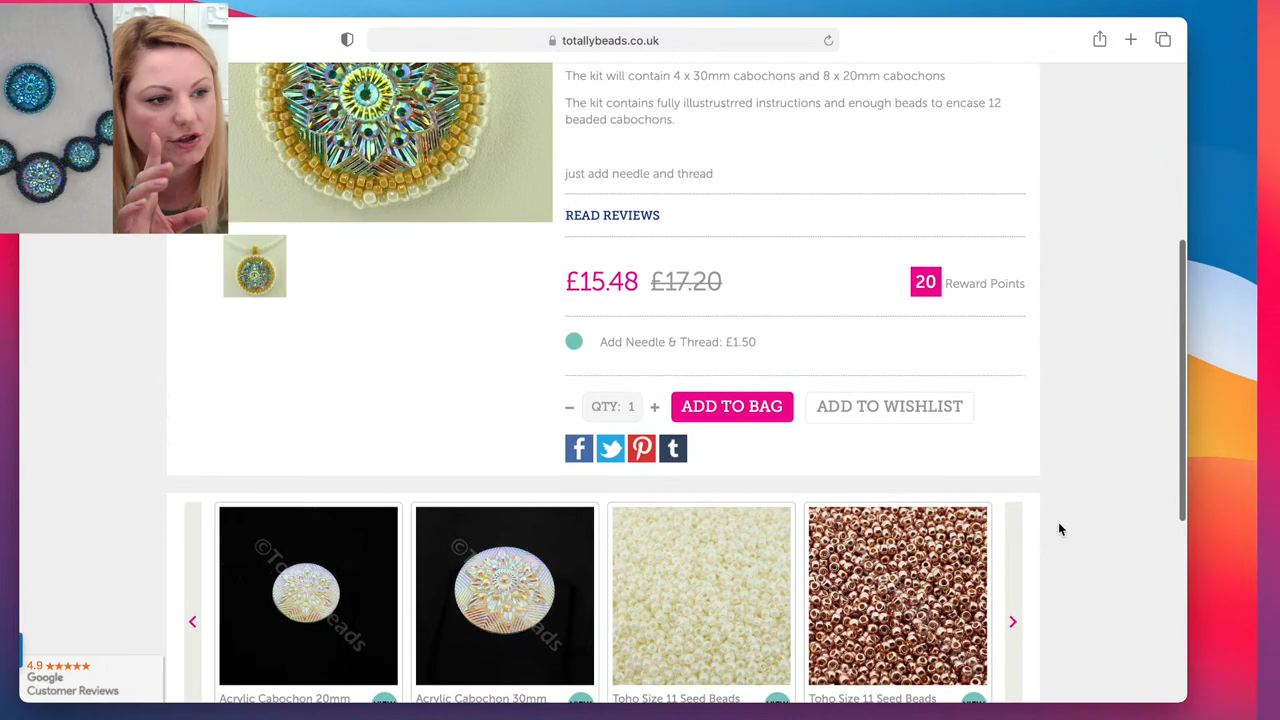 totallybeads.co.uk
The kit will contain 4 x 30mm cabochons and 8 x 20mm cabochons
The kit contains fully illustrustrred instructions and enough beads to encase 12
beaded cabochons.
just add needle and thread
READ REVIEWS
£15.48 £17.20
20 Reward Points
Add Needle & Thread: £1.50
− QTY: 1 + ADD TO BAG ADD TO WISHLIST
f t
Acrylic Cabochon 20mm
Acrylic Cabochon 30mm
Toho Size 11 Seed Beads
Toho Size 11 Seed Beads
4.9 ★★★★★
Google
Customer Reviews